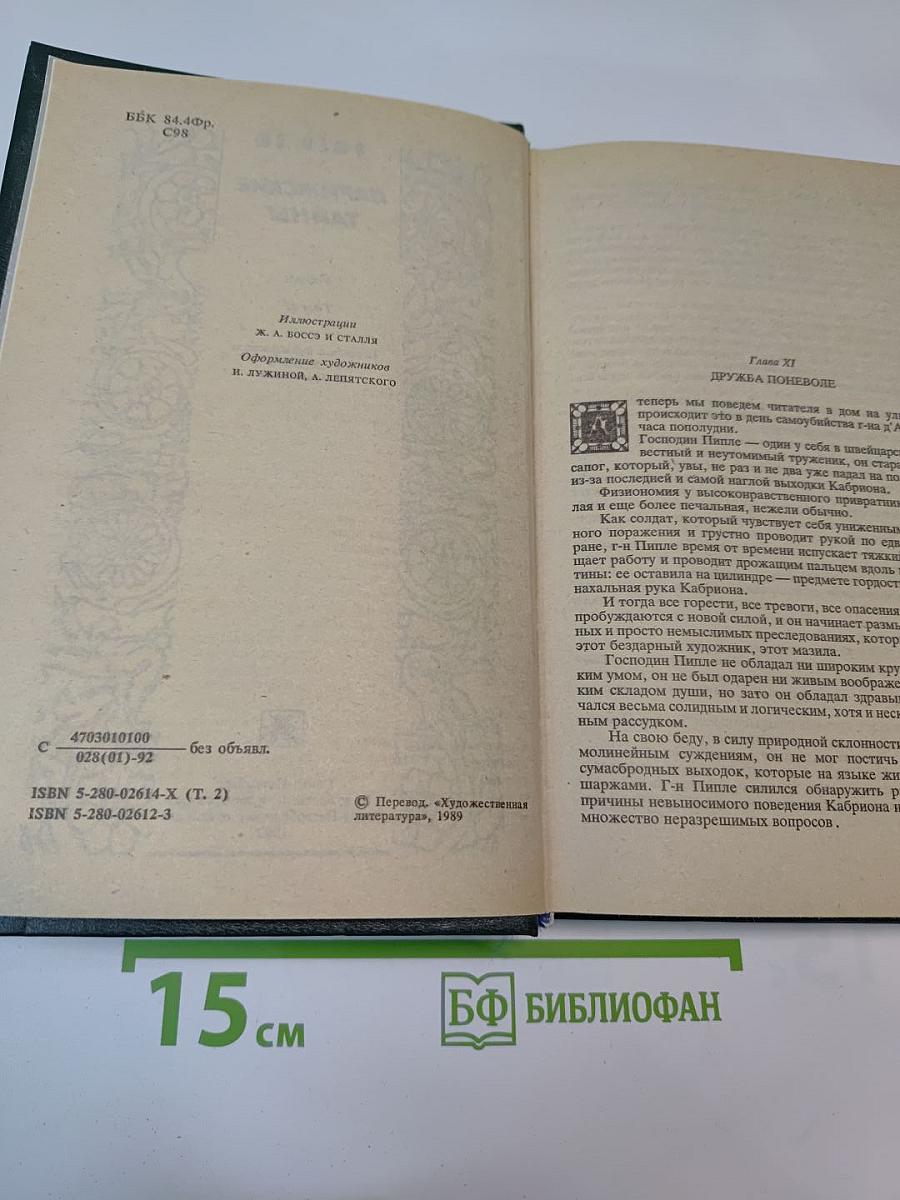 ББК 84.4Фр.
С98
ПАРИЖСКИЕ
ТАЙНЫ
Иллюстрации
Ж. А. БОССЭ И СТАЛЛЯ
Оформление художников
И. ЛУЖИНОЙ, А. ЛЕПЯТСКОГО
С 4703010100 без объявл.
028(01)-92
ISBN 5-280-02614-X (Т. 2)
ISBN 5-280-02612-3
© Перевод. «Художественная
литература», 1989
Глава XI
ДРУЖБА ПОНЕВОЛЕ
А теперь мы поведем читателя в дом на ули
происходит это в день самоубийства г-на д'А
часа пополудни.
Господин Пипле — один у себя в швейцарс
вестный и неутомимый труженик, он стара
сапог, который, увы, не раз и не два уже падал на по
из-за последней и самой наглой выходки Кабриона.
Физиономия у высоконравственного привратник
лая и еще более печальная, нежели обычно.
Как солдат, который чувствует себя униженным
ного поражения и грустно проводит рукой по едв
ране, г-н Пипле время от времени испускает тяжки
щает работу и проводит дрожащим пальцем вдоль
тины: ее оставила на цилиндре — предмете гордост
нахальная рука Кабриона.
И тогда все горести, все тревоги, все опасения
пробуждаются с новой силой, и он начинает размы
ных и просто немыслимых преследованиях, котор
этот бездарный художник, этот мазила.
Господин Пипле не обладал ни широким кру
ким умом, он не был одарен ни живым воображе
ким складом души, но зато он обладал здравы
чался весьма солидным и логическим, хотя и неск
ным рассудком.
На свою беду, в силу природной склонност
молинейным суждениям, он не мог постичь
сумасбродных выходок, которые на языке жи
шаржами. Г-н Пипле силился обнаружить р
причины невыносимого поведения Кабриона и
множество неразрешимых вопросов.
15 см
БФ БИБЛИОФАН